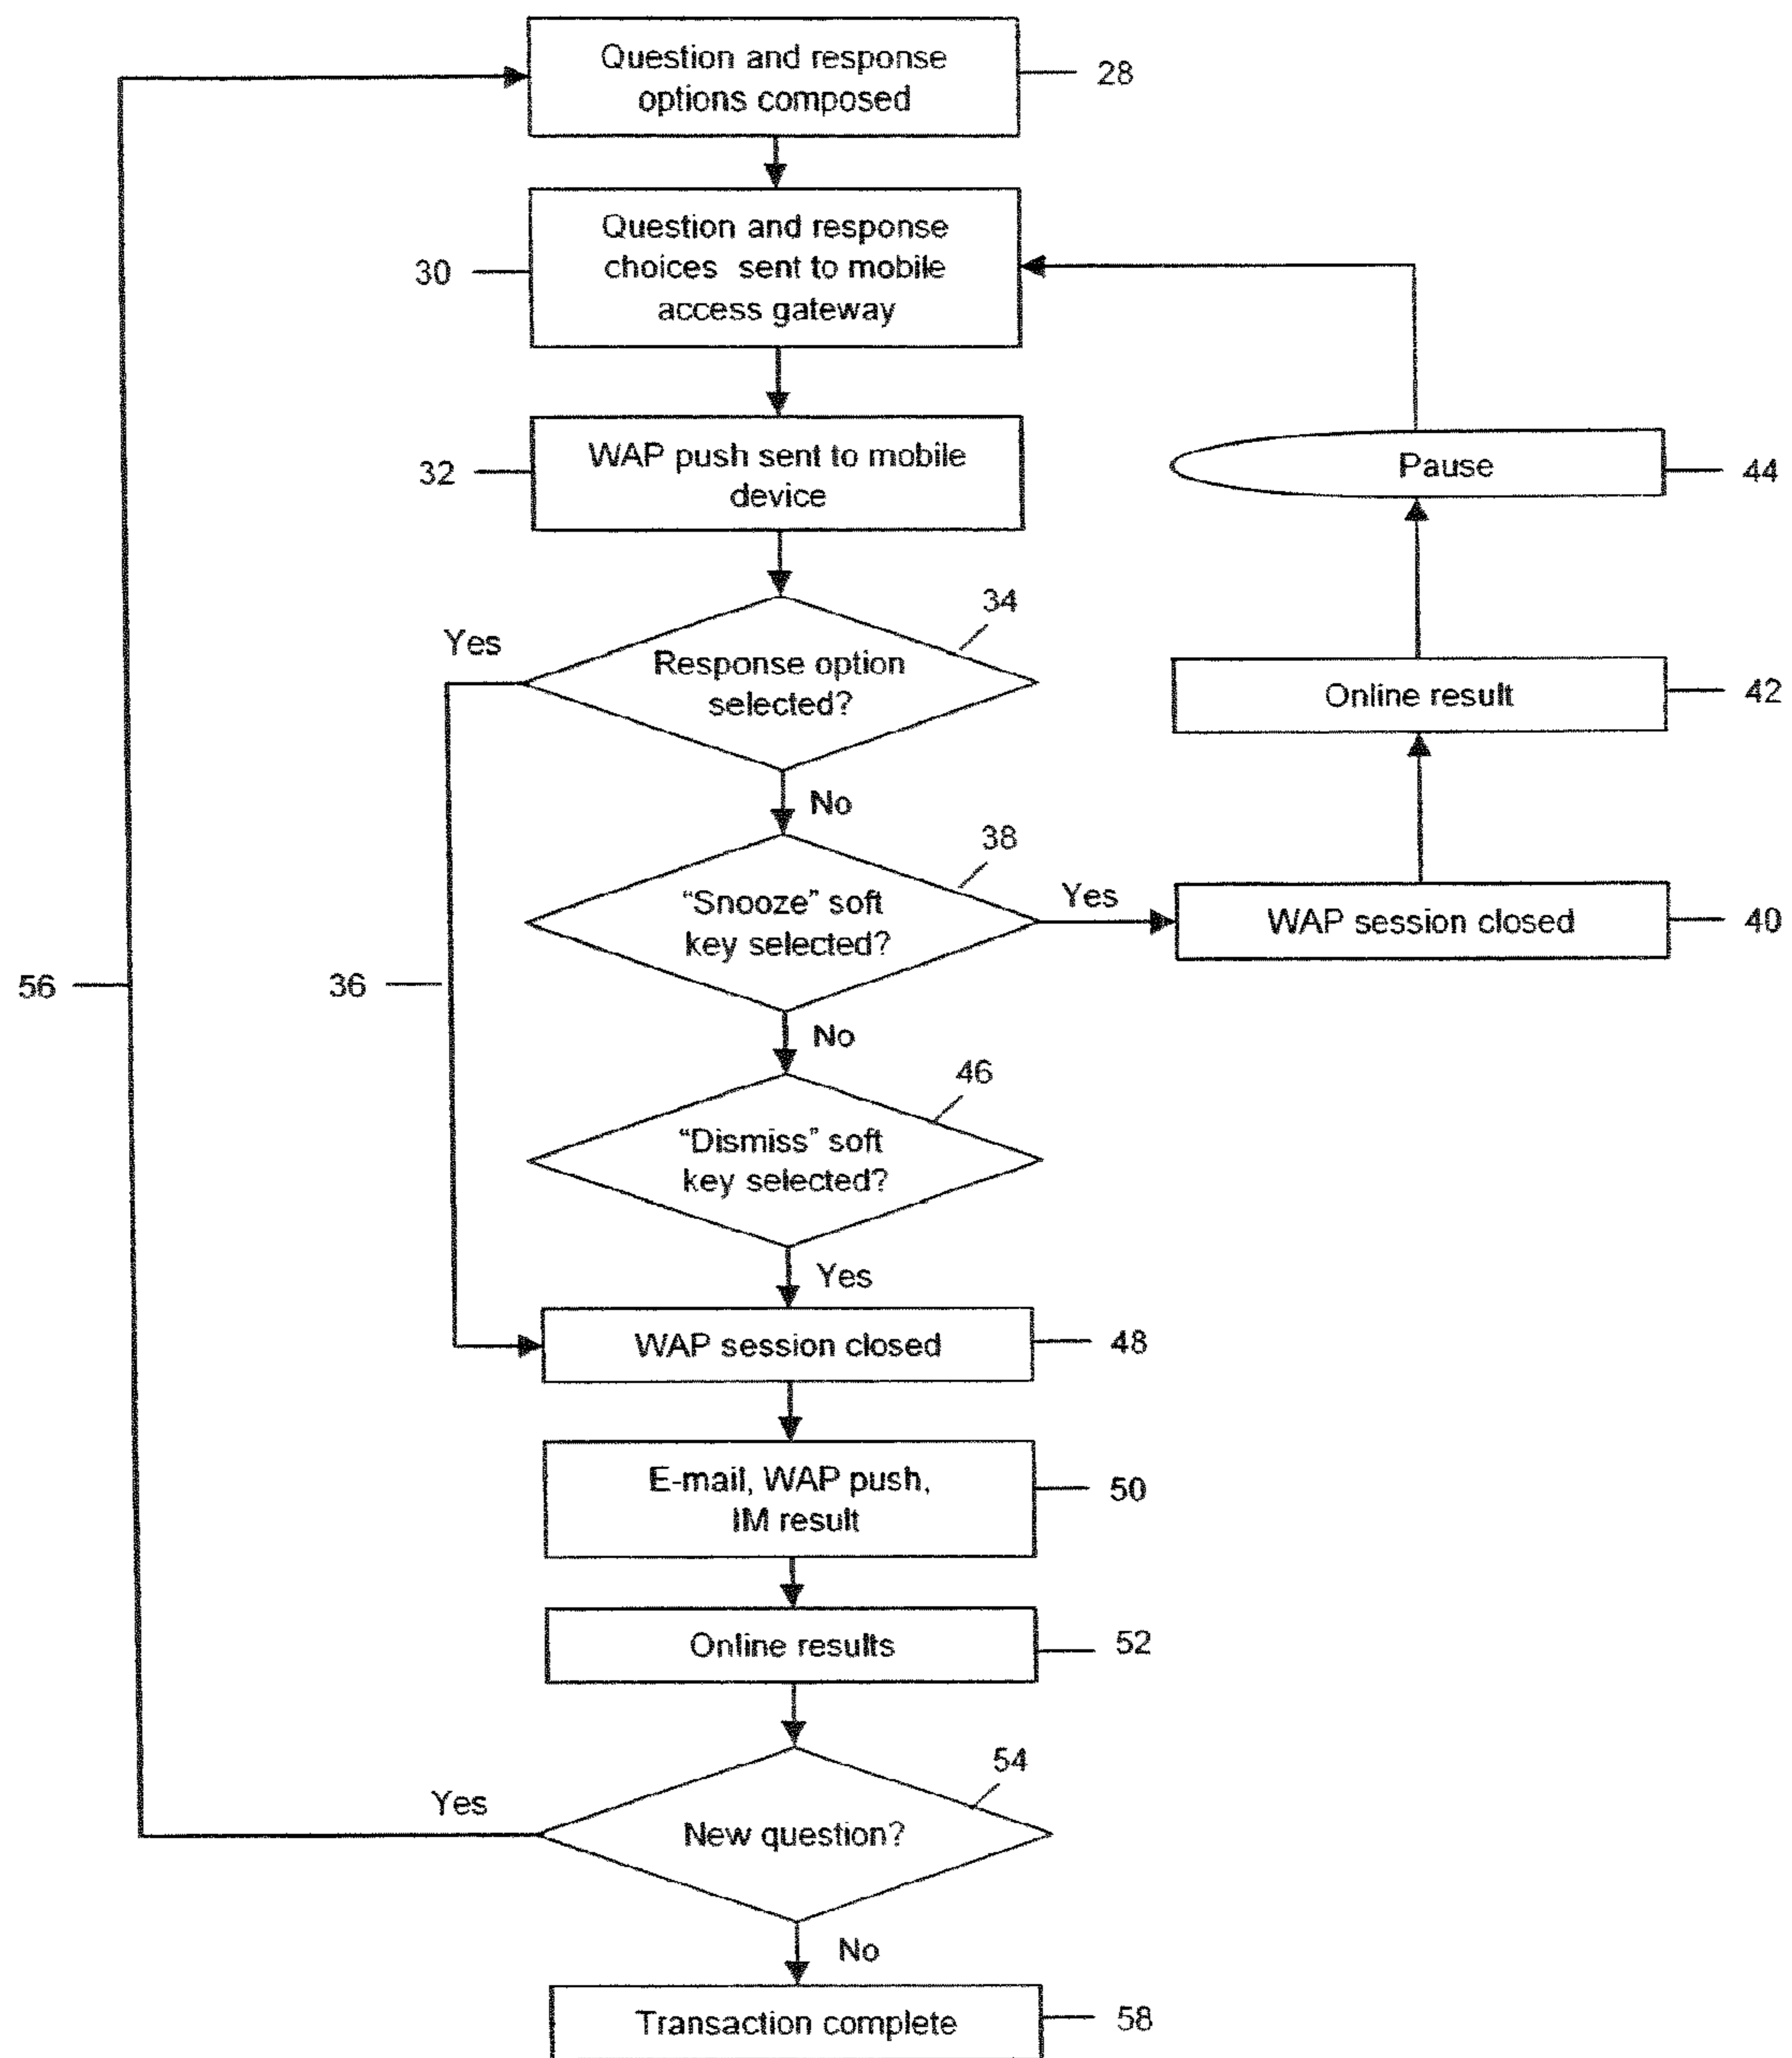 Question and response
options composed
28
Question and response
choices sent to mobile
access gateway
30
WAP push sent to mobile
device
32
Pause
44
34
Yes
Response option
selected?
Online result
42
No
38
"Snooze" soft
key selected?
Yes
WAP session closed
40
56
36
No
46
"Dismiss" soft
key selected?
Yes
WAP session closed
48
E-mail, WAP push,
IM result
50
Online results
52
54
Yes
New question?
No
Transaction complete
58